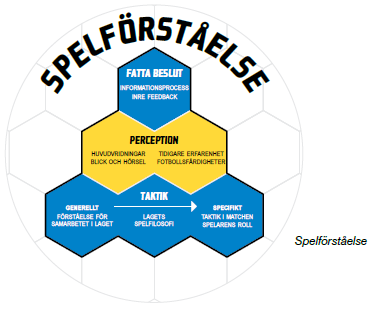 SPELFÖRSTÅELSE
FATTA BESLUT
INFORMATIONSPROCESS
INRE FEEDBACK
PERCEPTION
HUVUDVRIDNINGAR
BLICK OCH HÖRSEL
TIDIGARE ERFARENHET
FOTBOLLSFÄRDIGHETER
TAKTIK
GENERELLT
FÖRSTÅELSE FÖR
SAMARBETET I LAGET
LAGETS
SPELFILOSOFI
SPECIFIKT
TAKTIK I MATCHEN
SPELARENS ROLL
Spelförståelse